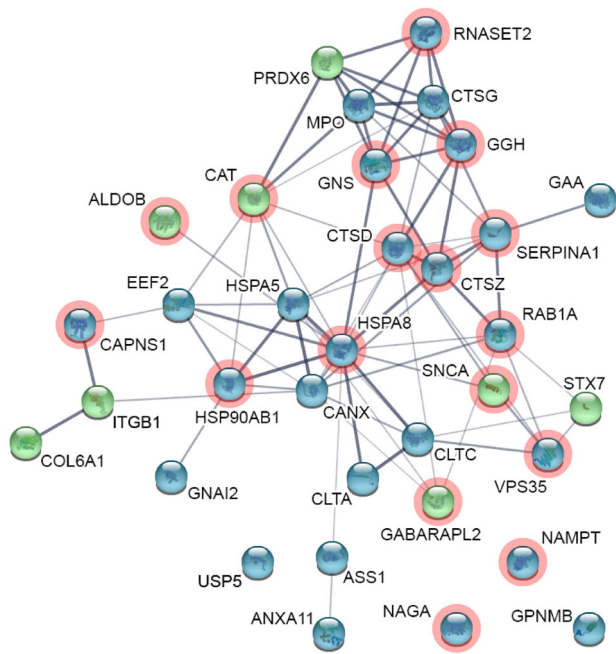 RNASET2
PRDX6
CTSG
MPO
GGH
GNS
CAT
GAA
ALDOB
CTSD
SERPINA1
CTSZ
EEF2
HSPA5
HSPA8
RAB1A
CAPNS1
SNCA
STX7
HSP90AB1
CANX
ITGB1
CLTC
COL6A1
VPS35
GNAI2
CLTA
GABARAPL2
NAMPT
USP5
ASS1
NAGA
GPNMB
ANXA11